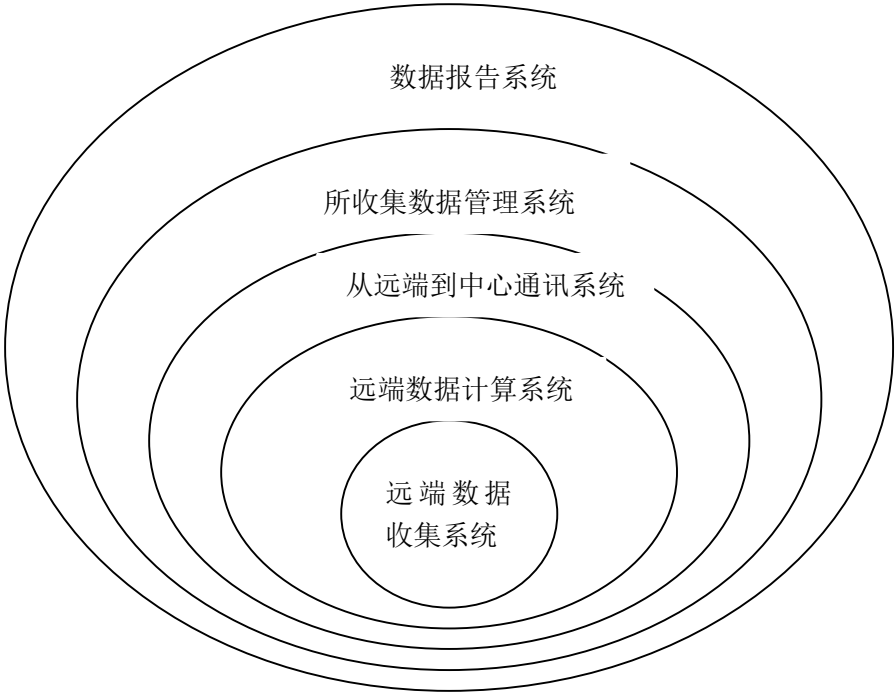 数据报告系统
所收集数据管理系统
从远端到中心通讯系统
远端数据计算系统
远端数据
收集系统